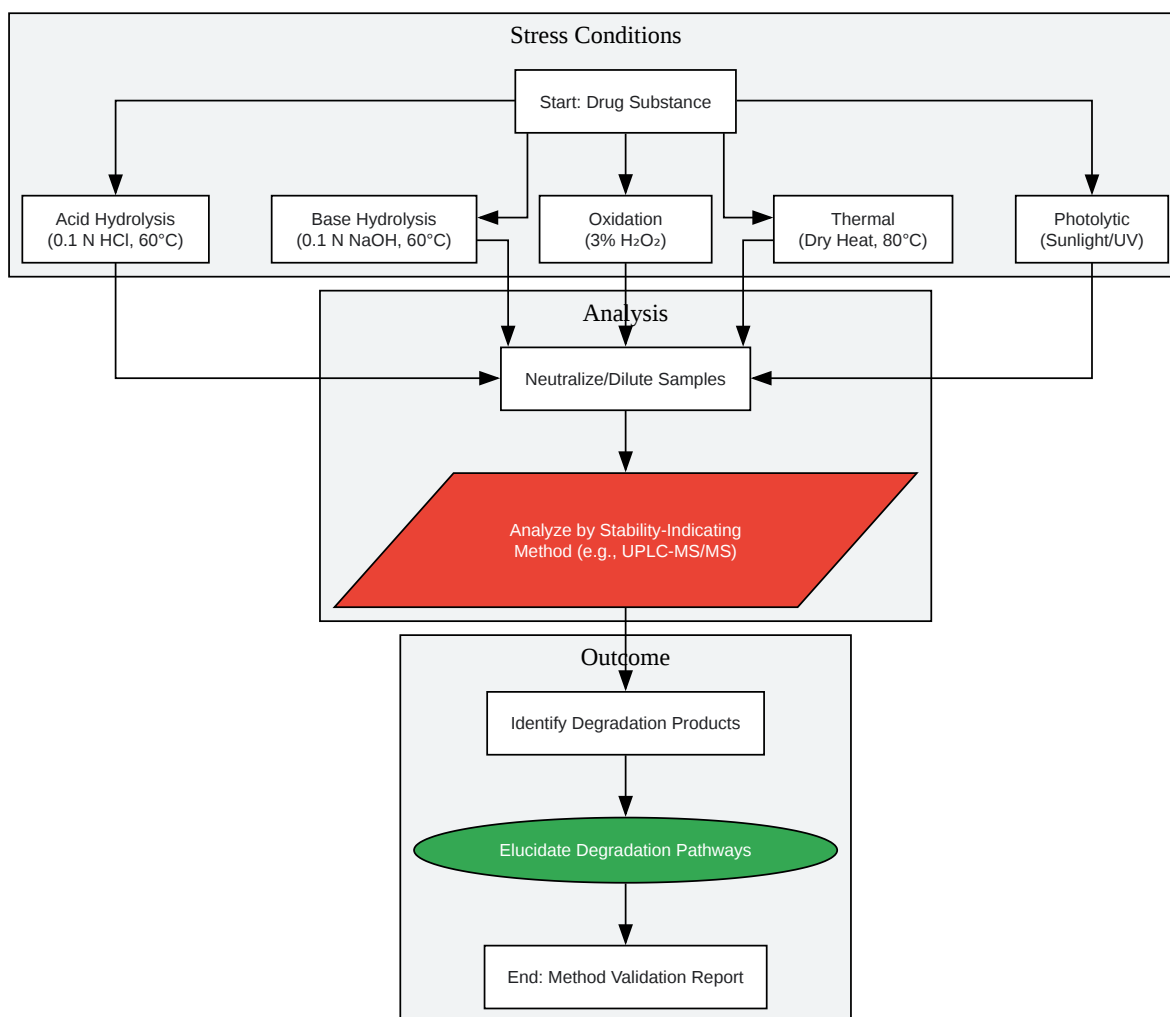 Stress Conditions
Start: Drug Substance
Acid Hydrolysis
(0.1 N HCl, 60°C)
Base Hydrolysis
(0.1 N NaOH, 60°C)
Oxidation
(3% H₂O₂)
Thermal
(Dry Heat, 80°C)
Photolytic
(Sunlight/UV)
Analysis
Neutralize/Dilute Samples
Analyze by Stability-Indicating
Method (e.g., UPLC-MS/MS)
Outcome
Identify Degradation Products
Elucidate Degradation Pathways
End: Method Validation Report